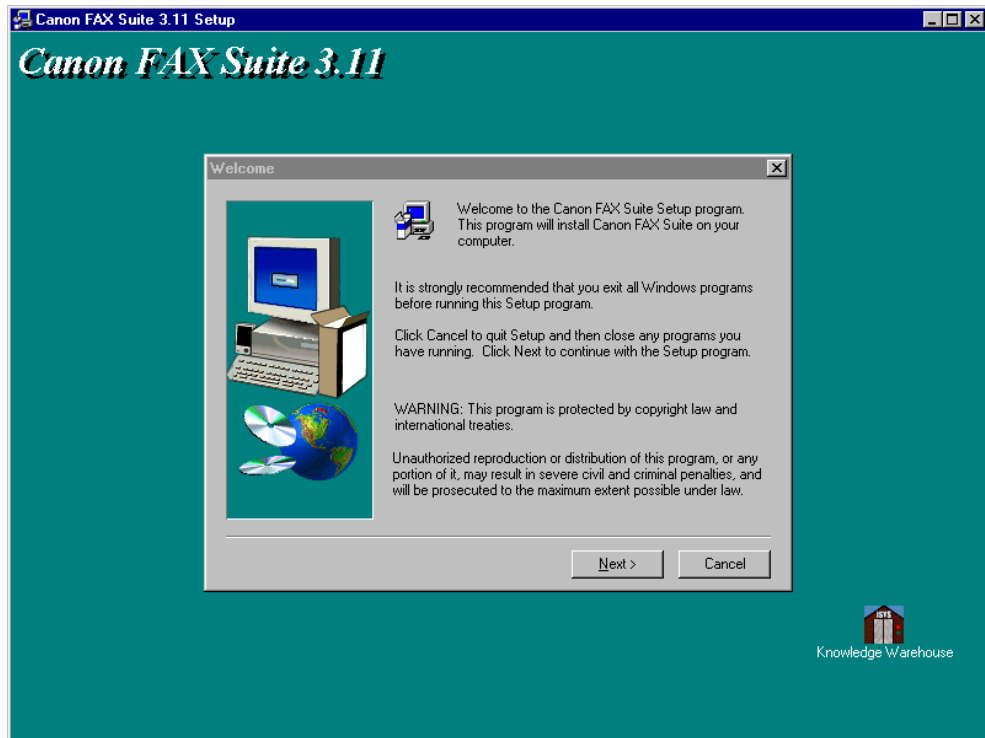 Canon FAX Suite 3.11 Setup
Canon FAX Suite 3.11
Welcome
Welcome to the Canon FAX Suite Setup program.
This program will install Canon FAX Suite on your
computer.
It is strongly recommended that you exit all Windows programs
before running this Setup program.
Click Cancel to quit Setup and then close any programs you
have running. Click Next to continue with the Setup program.
WARNING: This program is protected by copyright law and
international treaties.
Unauthorized reproduction or distribution of this program, or any
portion of it, may result in severe civil and criminal penalties, and
will be prosecuted to the maximum extent possible under law.
Next >
Cancel
ISYS
Knowledge Warehouse